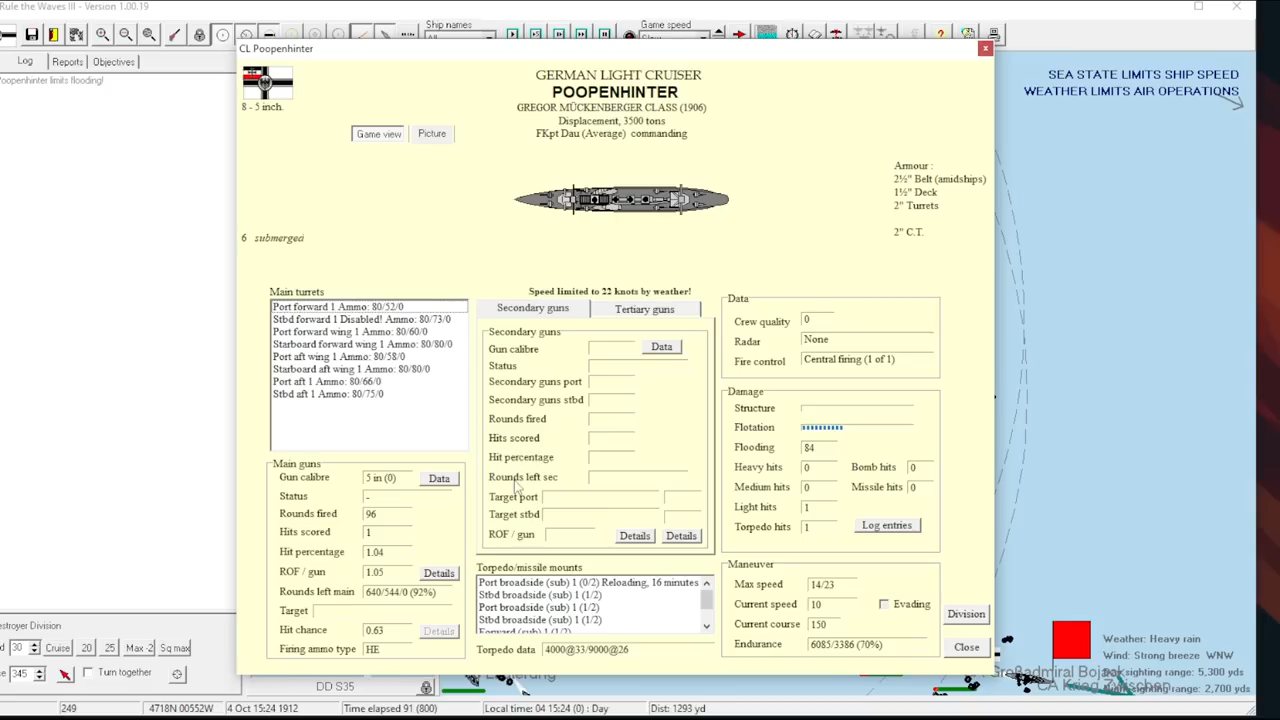 Rule the Waves III - Version 1.00.19
Ship names
Game speed
Log
Reports
Objectives
Poopenhinter limits flooding!
CL Poopenhinter
8 - 5 inch.
GERMAN LIGHT CRUISER
POOPENHINTER
GREGOR MÜCKENBERGER CLASS (1906)
Displacement, 3500 tons
FKpt Dau (Average) commanding
Game view
Picture
SEA STATE LIMITS SHIP SPEED
WEATHER LIMITS AIR OPERATIONS
Armour :
2½" Belt (amidships)
1½" Deck
2" Turrets
2" C.T.
6 submerged
Speed limited to 22 knots by weather!
Main turrets
Port forward 1 Ammo: 80/52/0
Stbd forward 1 Disabled! Ammo: 80/73/0
Port forward wing 1 Ammo: 80/60/0
Starboard forward wing 1 Ammo: 80/80/0
Port aft wing 1 Ammo: 80/58/0
Starboard aft wing 1 Ammo: 80/80/0
Port aft 1 Ammo: 80/66/0
Stbd aft 1 Ammo: 80/75/0
Main guns
Gun calibre 5 in (0) Data
Status -
Rounds fired 96
Hits scored 1
Hit percentage 1.04
ROF / gun 1.05 Details
Rounds left main 640/544/0 (92%)
Target
Hit chance 0.63 Details
Firing ammo type HE
Secondary guns
Tertiary guns
Secondary guns
Gun calibre Data
Status
Secondary guns port
Secondary guns stbd
Rounds fired
Hits scored
Hit percentage
Rounds left sec
Target port
Target stbd
ROF / gun Details Details
Torpedo/missile mounts
Port broadside (sub) 1 (0/2) Reloading, 16 minutes
Stbd broadside (sub) 1 (1/2)
Port broadside (sub) 1 (1/2)
Stbd broadside (sub) 1 (1/2)
Forward (sub) 1 (1/2)
Torpedo data 4000@33/9000@26
Data
Crew quality 0
Radar None
Fire control Central firing (1 of 1)
Damage
Structure
Flotation
Flooding 84
Heavy hits 0 Bomb hits 0
Medium hits 0 Missile hits 0
Light hits 1
Torpedo hits 1 Log entries
Maneuver
Max speed 14/23
Current speed 10 Evading
Current course 150
Endurance 6085/3386 (70%)
Division
Close
Destroyer Division
30 Cruise 20 25 Max -2 Sq max
345 Turn together
DD S35
Weather: Heavy rain
Wind: Strong breeze WNW
sighting range: 5,300 yds
sighting range: 2,700 yds
Großadmiral Bojack
249
4718N 00552W
4 Oct 15:24 1912
Time elapsed 91 (800)
Local time: 04 15:24 (0) : Day
Dist: 1293 yd